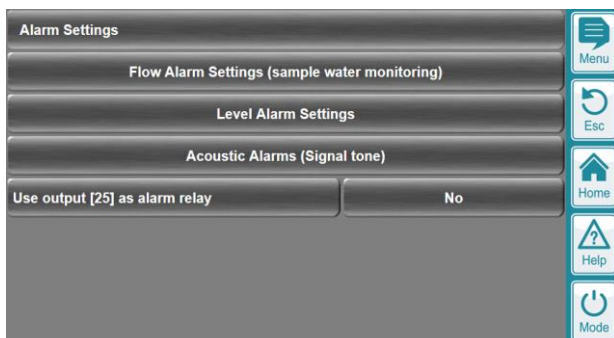 Alarm Settings
Flow Alarm Settings (sample water monitoring)
Level Alarm Settings
Acoustic Alarms (Signal tone)
Use output [25] as alarm relay
No
Menu
Esc
Home
?
Help
Mode